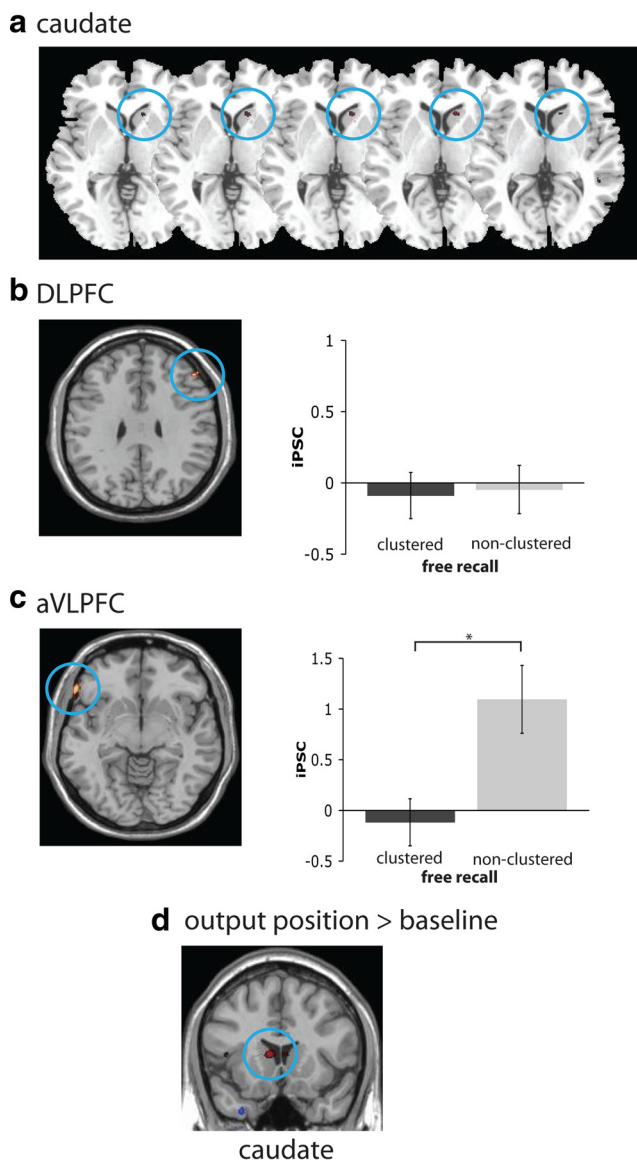 a caudate
b DLPFC
1
0.5
0
-0.5
iPSC
clustered non-clustered
free recall
c aVLPFC
*
1.5
1
0.5
0
-0.5
iPSC
clustered non-clustered
free recall
d output position > baseline
caudate